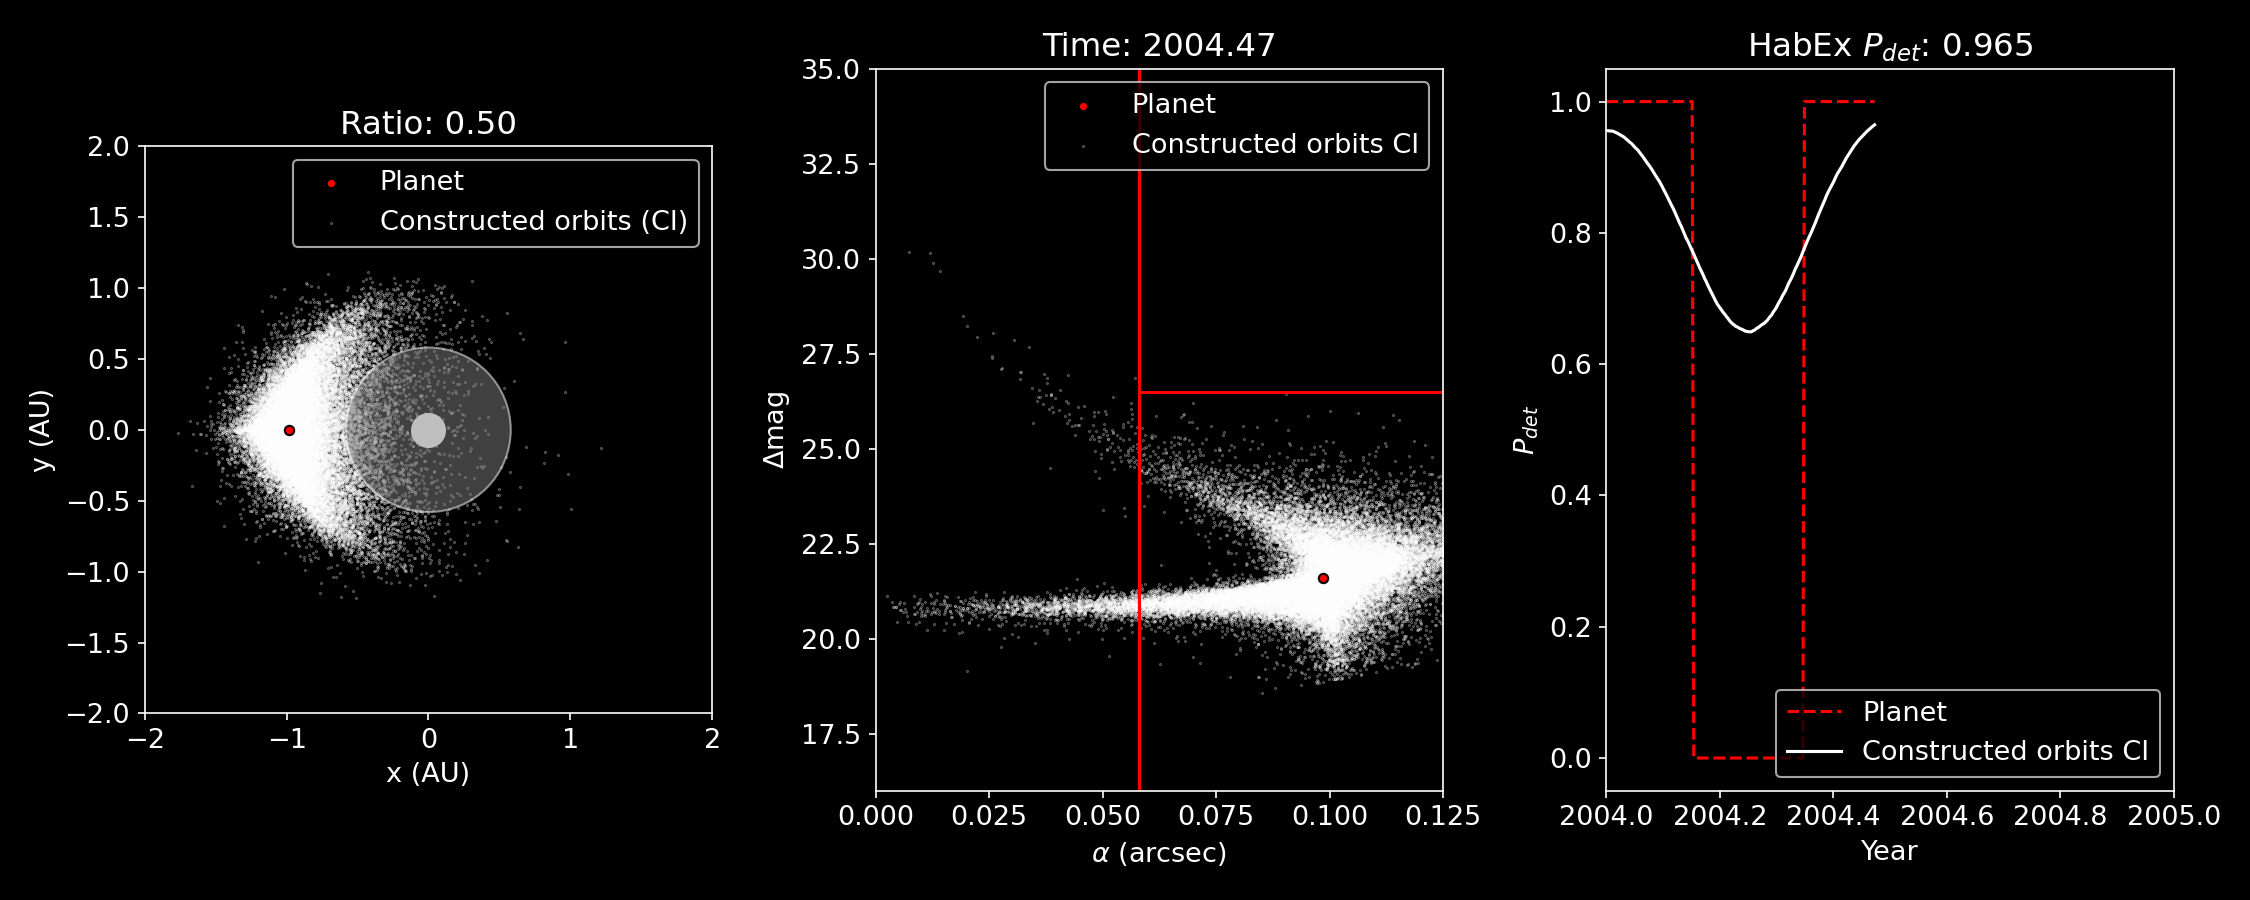 Ratio: 0.50
2.0
1.5
1.0
0.5
0.0
−0.5
−1.0
−1.5
−2.0
y (AU)
Planet
Constructed orbits (CI)
−2
−1
0
1
2
x (AU)
Time: 2004.47
35.0
32.5
30.0
27.5
25.0
22.5
20.0
17.5
Δmag
Planet
Constructed orbits CI
0.000
0.025
0.050
0.075
0.100
0.125
α (arcsec)
HabEx P_det: 0.965
1.0
0.8
0.6
0.4
0.2
0.0
P_det
Planet
Constructed orbits CI
2004.0
2004.2
2004.4
2004.6
2004.8
2005.0
Year